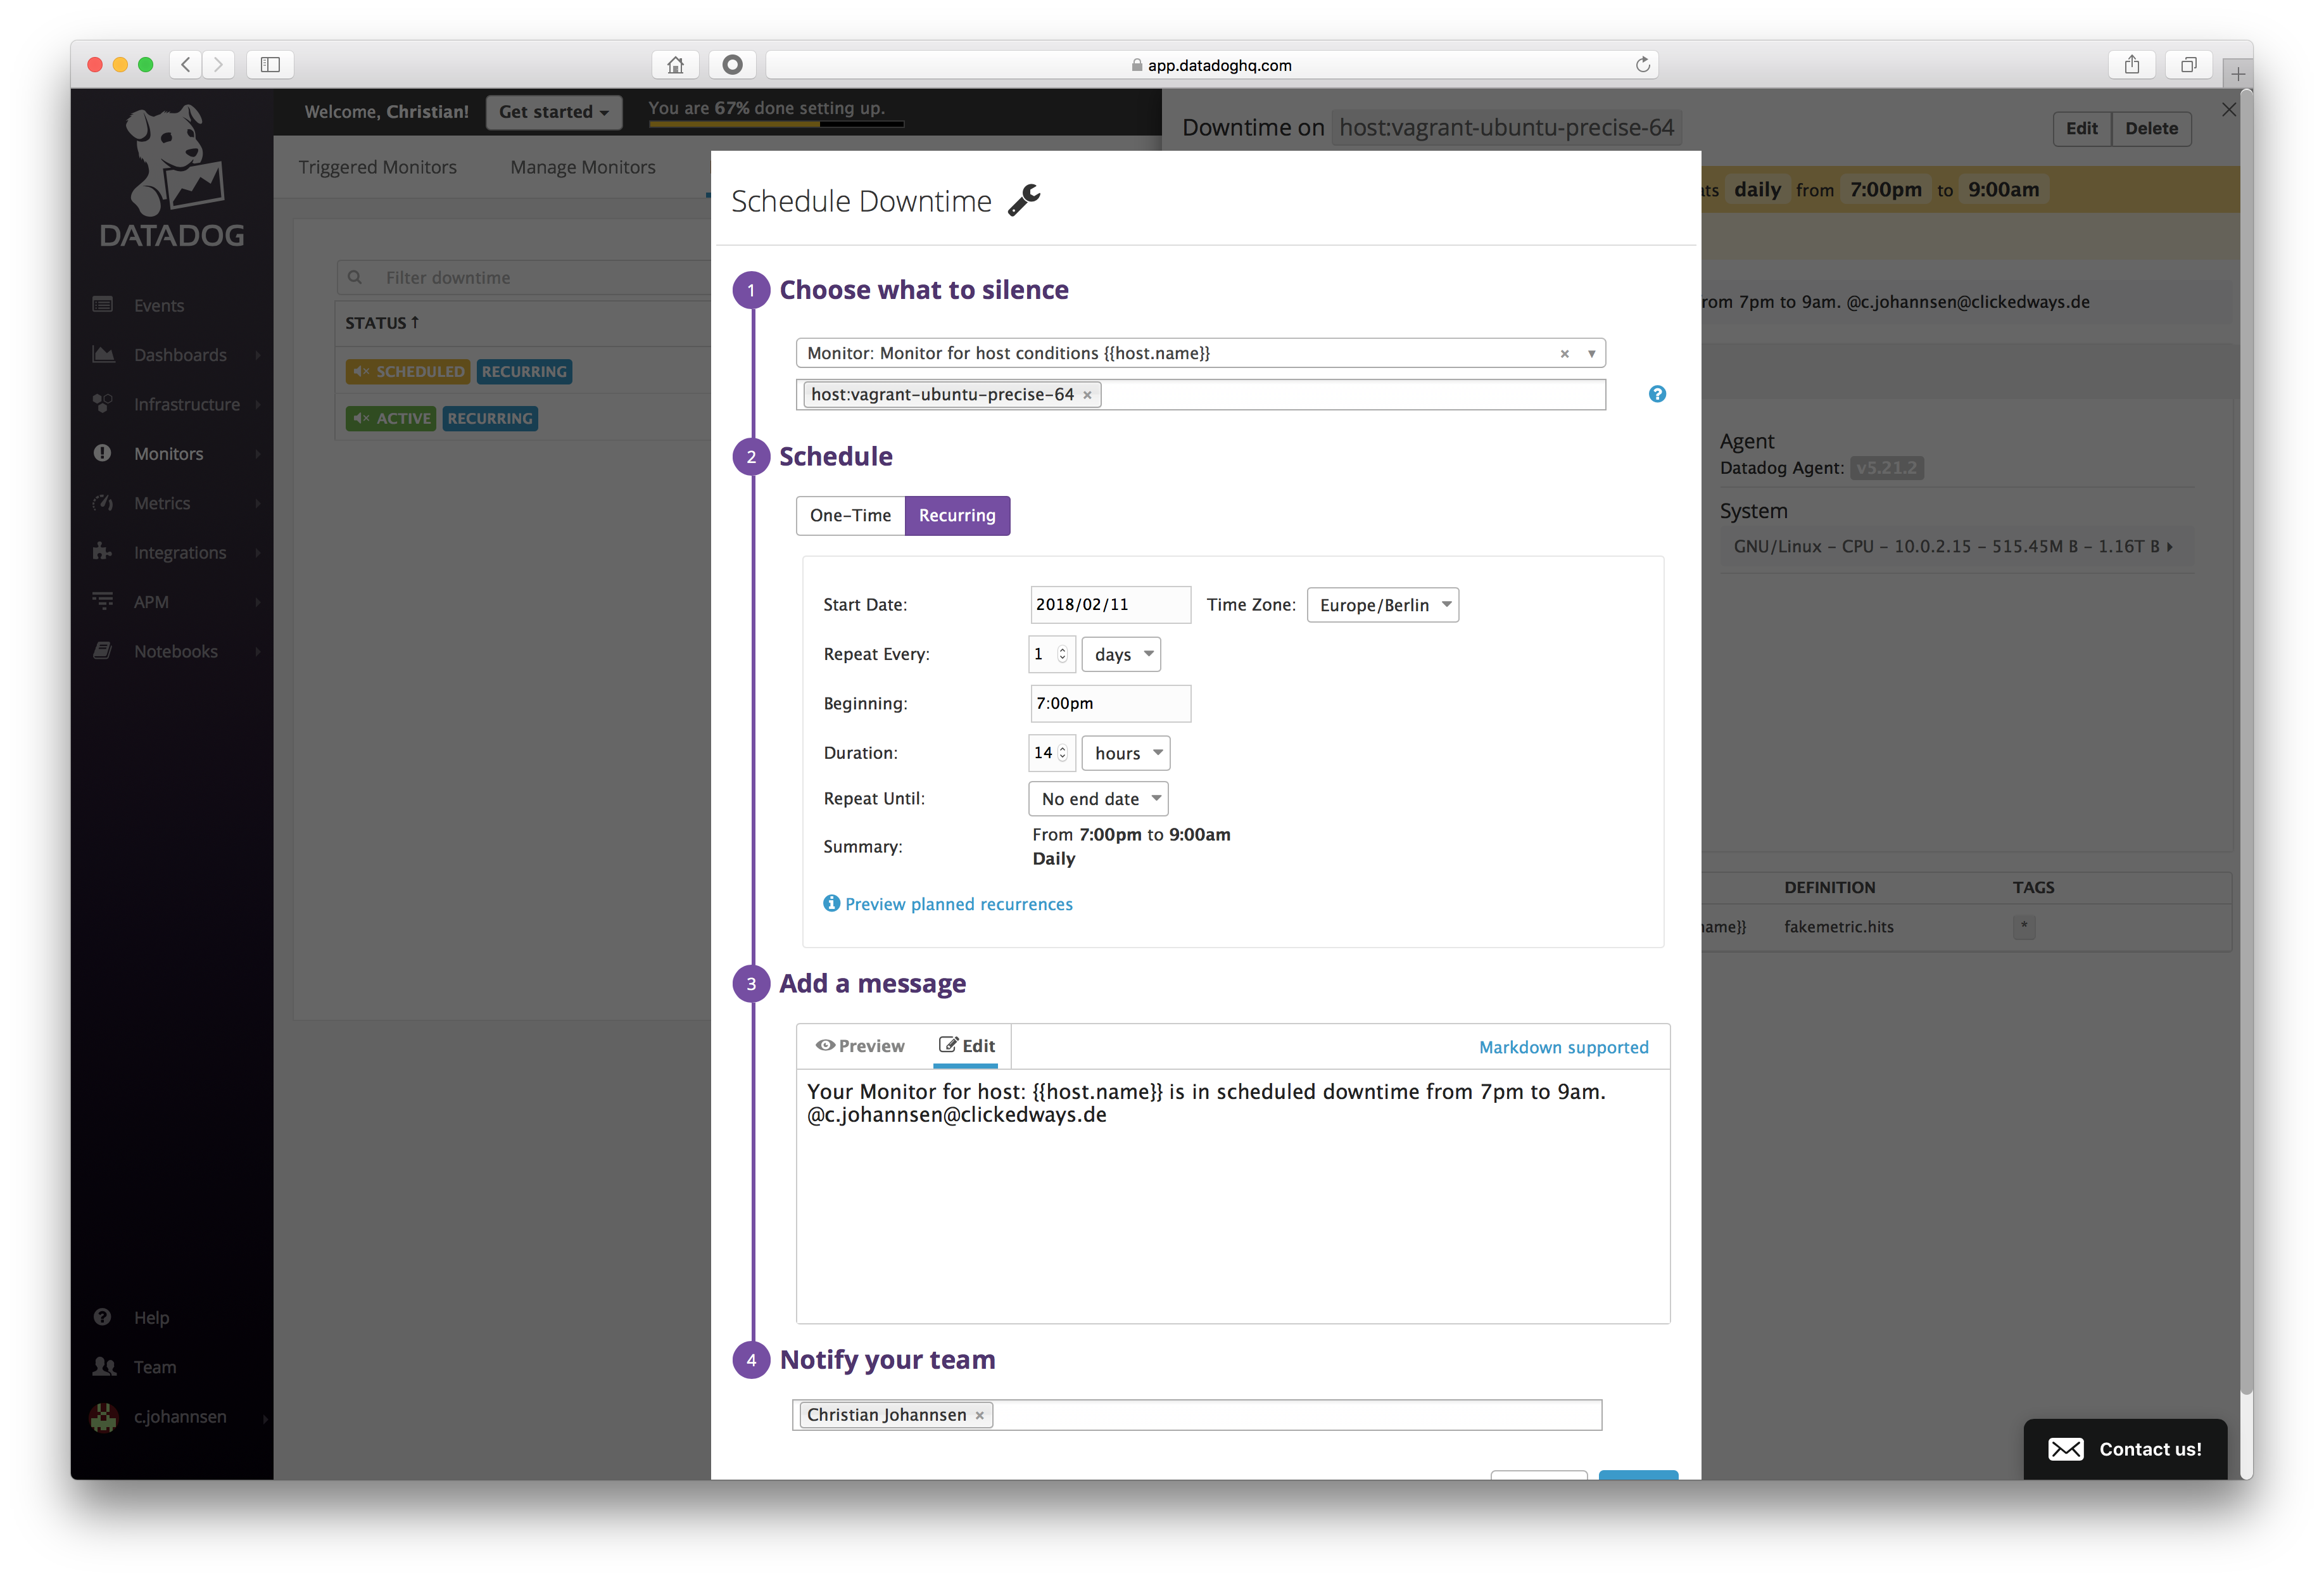 app.datadoghq.com
DATADOG
Events
Dashboards
Infrastructure
Monitors
Metrics
Integrations
APM
Notebooks
Help
Team
c.johannsen
Welcome, Christian!
Get started
You are 67% done setting up.
Triggered Monitors
Manage Monitors
Filter downtime
STATUS ↑
SCHEDULED RECURRING
ACTIVE RECURRING
Schedule Downtime
1 Choose what to silence
Monitor: Monitor for host conditions {{host.name}} × ▼
host:vagrant-ubuntu-precise-64 ×
?
2 Schedule
One-Time Recurring
Start Date: 2018/02/11 Time Zone: Europe/Berlin
Repeat Every: 1 days
Beginning: 7:00pm
Duration: 14 hours
Repeat Until: No end date
Summary: From 7:00pm to 9:00am
Daily
Preview planned recurrences
3 Add a message
Preview Edit Markdown supported
Your Monitor for host: {{host.name}} is in scheduled downtime from 7pm to 9am.
@c.johannsen@clickedways.de
4 Notify your team
Christian Johannsen ×
Downtime on host:vagrant-ubuntu-precise-64
Edit Delete
daily from 7:00pm to 9:00am
7pm to 9am. @c.johannsen@clickedways.de
Agent
Datadog Agent: v5.21.2
System
GNU/Linux - CPU - 10.0.2.15 - 515.45M B - 1.16T B
DEFINITION TAGS
fakemetric.hits *
Contact us!